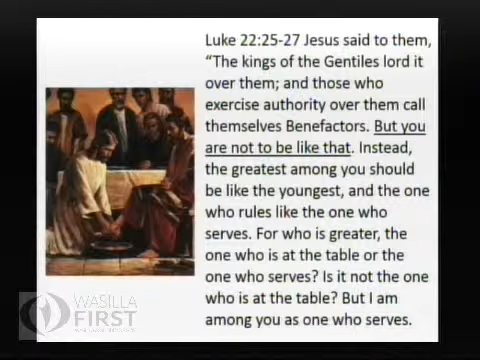 Luke 22:25-27 Jesus said to them,
“The kings of the Gentiles lord it
over them; and those who
exercise authority over them call
themselves Benefactors. But you
are not to be like that. Instead,
the greatest among you should
be like the youngest, and the one
who rules like the one who
serves. For who is greater, the
one who is at the table or the
one who serves? Is it not the one
who is at the table? But I am
among you as one who serves.
WASILLA
FIRST